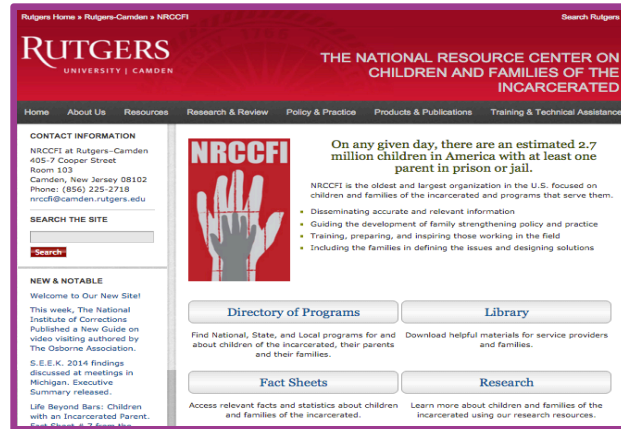 Rutgers Home » Rutgers-Camden » NRCCFI
Search Rutgers
RUTGERS
UNIVERSITY | CAMDEN
THE NATIONAL RESOURCE CENTER ON
CHILDREN AND FAMILIES OF THE
INCARCERATED
Home About Us Resources Research & Review Policy & Practice Products & Publications Training & Technical Assistance
CONTACT INFORMATION
NRCCFI at Rutgers–Camden
405-7 Cooper Street
Room 103
Camden, New Jersey 08102
Phone: (856) 225-2718
nrccfi@camden.rutgers.edu
SEARCH THE SITE
Search
NEW & NOTABLE
Welcome to Our New Site!
This week, The National
Institute of Corrections
Published a New Guide on
video visiting authored by
The Osborne Association.
S.E.E.K. 2014 findings
discussed at meetings in
Michigan. Executive
Summary released.
Life Beyond Bars: Children
with an Incarcerated Parent.
Fact Sheet # 7 from the
NRCCFI
On any given day, there are an estimated 2.7
million children in America with at least one
parent in prison or jail.
NRCCFI is the oldest and largest organization in the U.S. focused on
children and families of the incarcerated and programs that serve them.
Disseminating accurate and relevant information
Guiding the development of family strengthening policy and practice
Training, preparing, and inspiring those working in the field
Including the families in defining the issues and designing solutions
Directory of Programs
Find National, State, and Local programs for and
about children of the incarcerated, their parents
and their families.
Library
Download helpful materials for service providers
and families.
Fact Sheets
Access relevant facts and statistics about children
and families of the incarcerated.
Research
Learn more about children and families of the
incarcerated using our research resources.